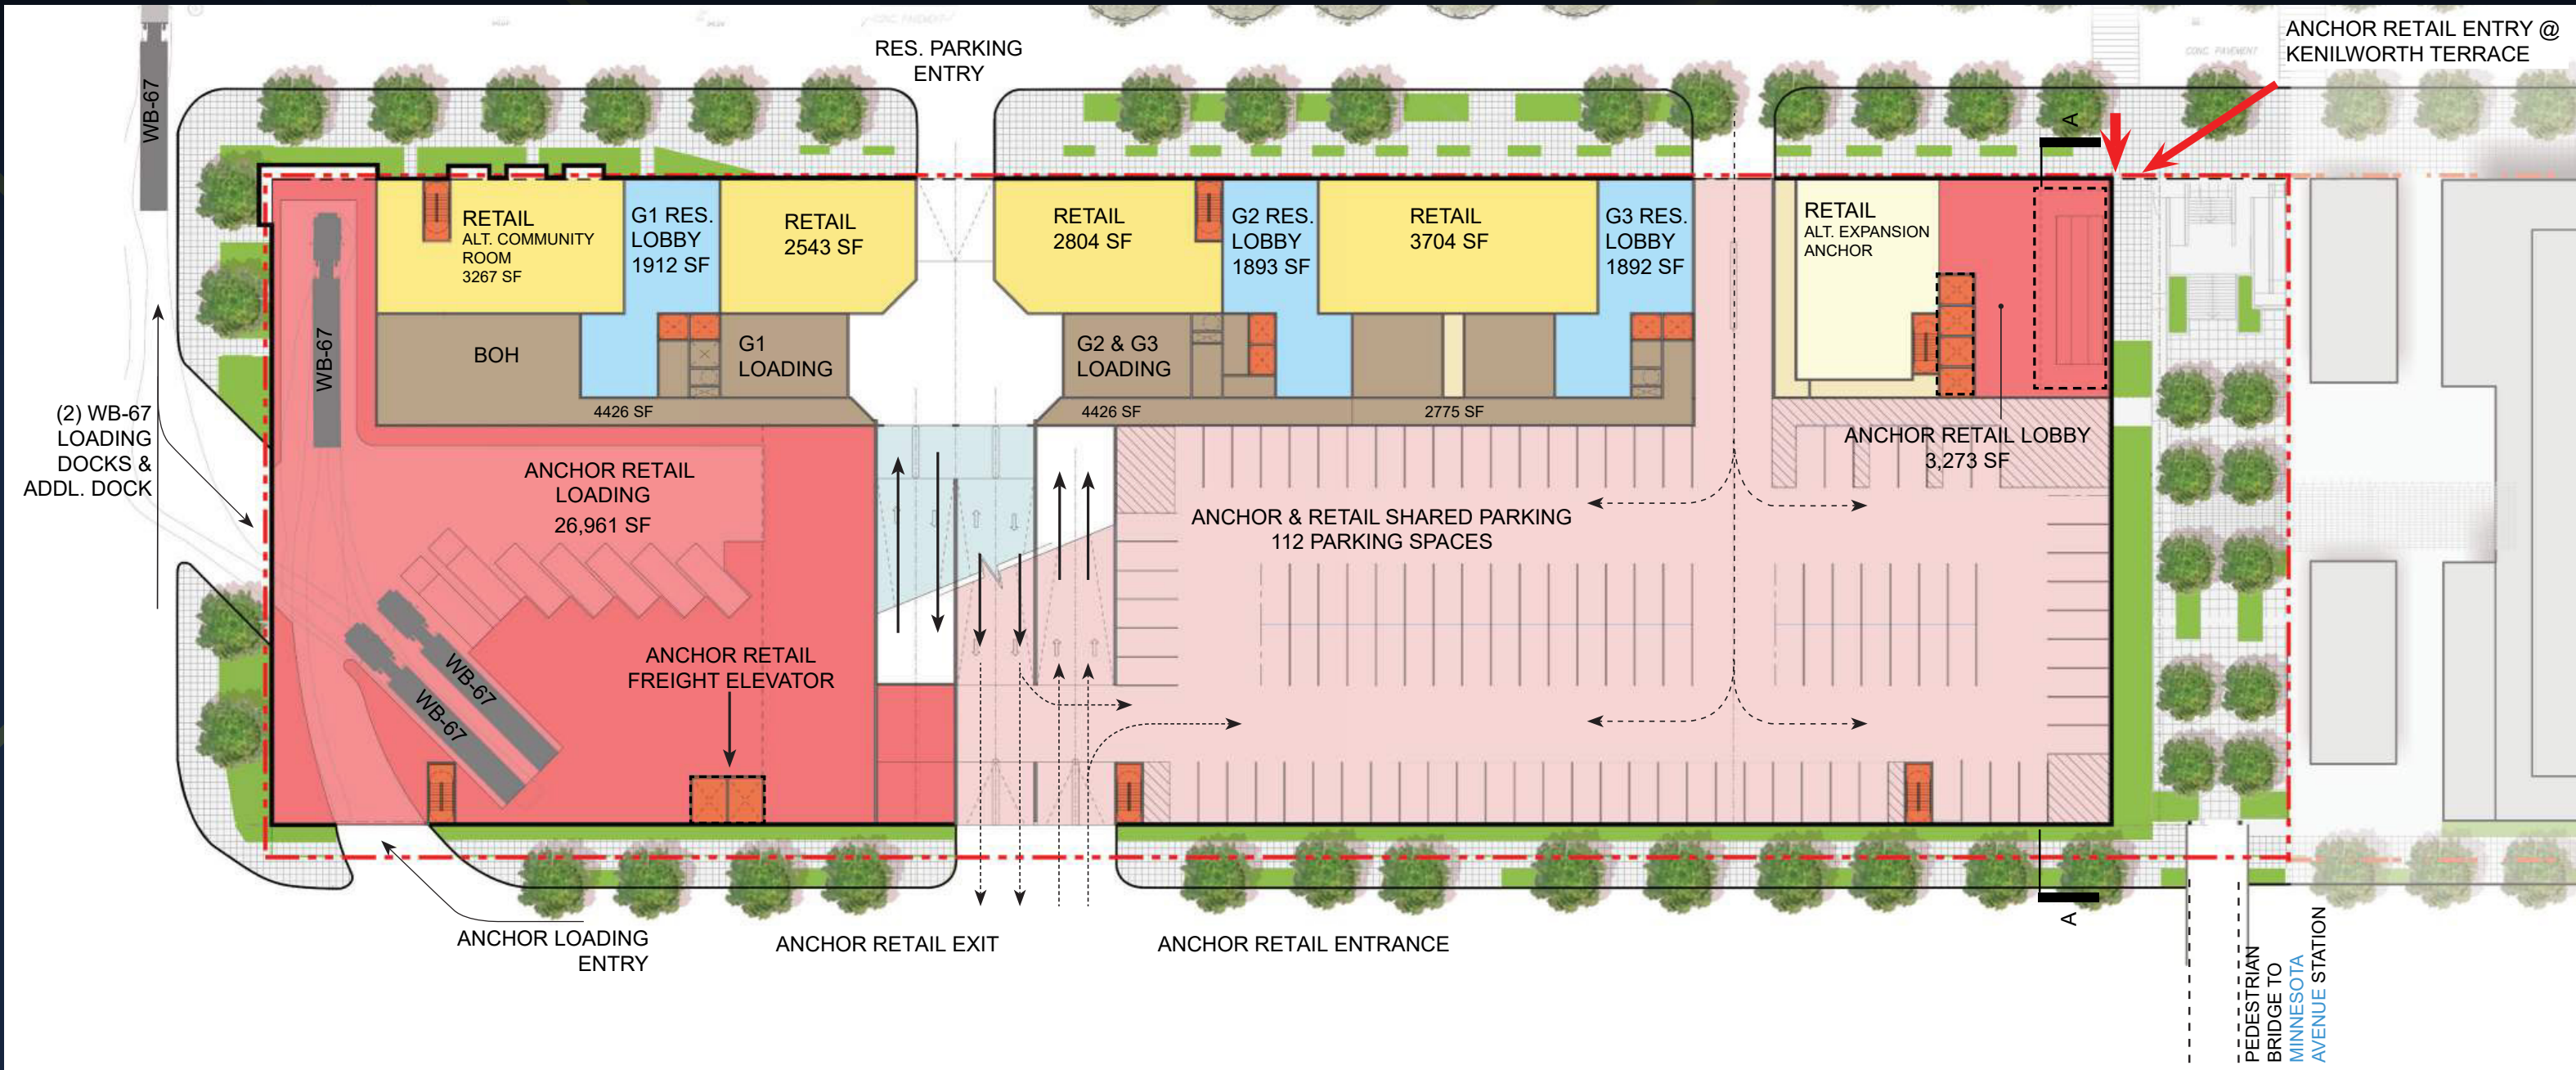 RES. PARKING
ENTRY
ANCHOR RETAIL ENTRY @
KENILWORTH TERRACE
CONC. PAVEMENT
CONC. PAVEMENT
WB-67
A
RETAIL
ALT. COMMUNITY
ROOM
3267 SF
G1 RES.
LOBBY
1912 SF
RETAIL
2543 SF
RETAIL
2804 SF
G2 RES.
LOBBY
1893 SF
RETAIL
3704 SF
G3 RES.
LOBBY
1892 SF
RETAIL
ALT. EXPANSION
ANCHOR
WB-67
BOH
G1
LOADING
G2 & G3
LOADING
4426 SF
4426 SF
2775 SF
(2) WB-67
LOADING
DOCKS &
ADDL. DOCK
ANCHOR RETAIL LOBBY
3,273 SF
ANCHOR RETAIL
LOADING
26,961 SF
ANCHOR & RETAIL SHARED PARKING
112 PARKING SPACES
ANCHOR RETAIL
FREIGHT ELEVATOR
WB-67
WB-67
ANCHOR LOADING
ENTRY
ANCHOR RETAIL EXIT
ANCHOR RETAIL ENTRANCE
A
PEDESTRIAN
BRIDGE TO
MINNESOTA
AVENUE STATION